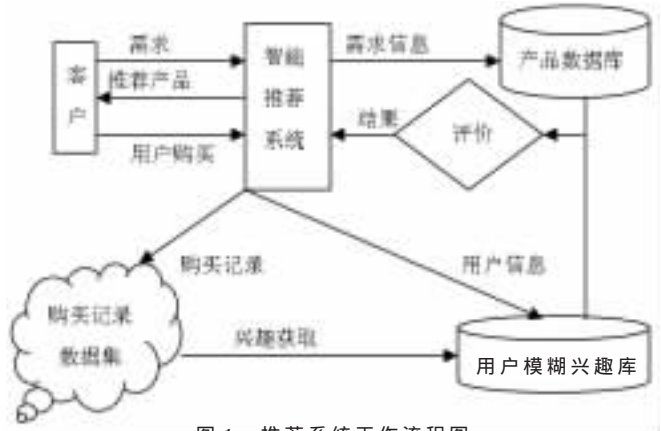 需求
客户
推荐产品
用户购买
智能推荐系统
需求信息
产品数据库
结果
评价
购买记录
用户信息
购买记录
数据集
兴趣获取
用户模糊兴趣库
图1 推荐系统工作流程图